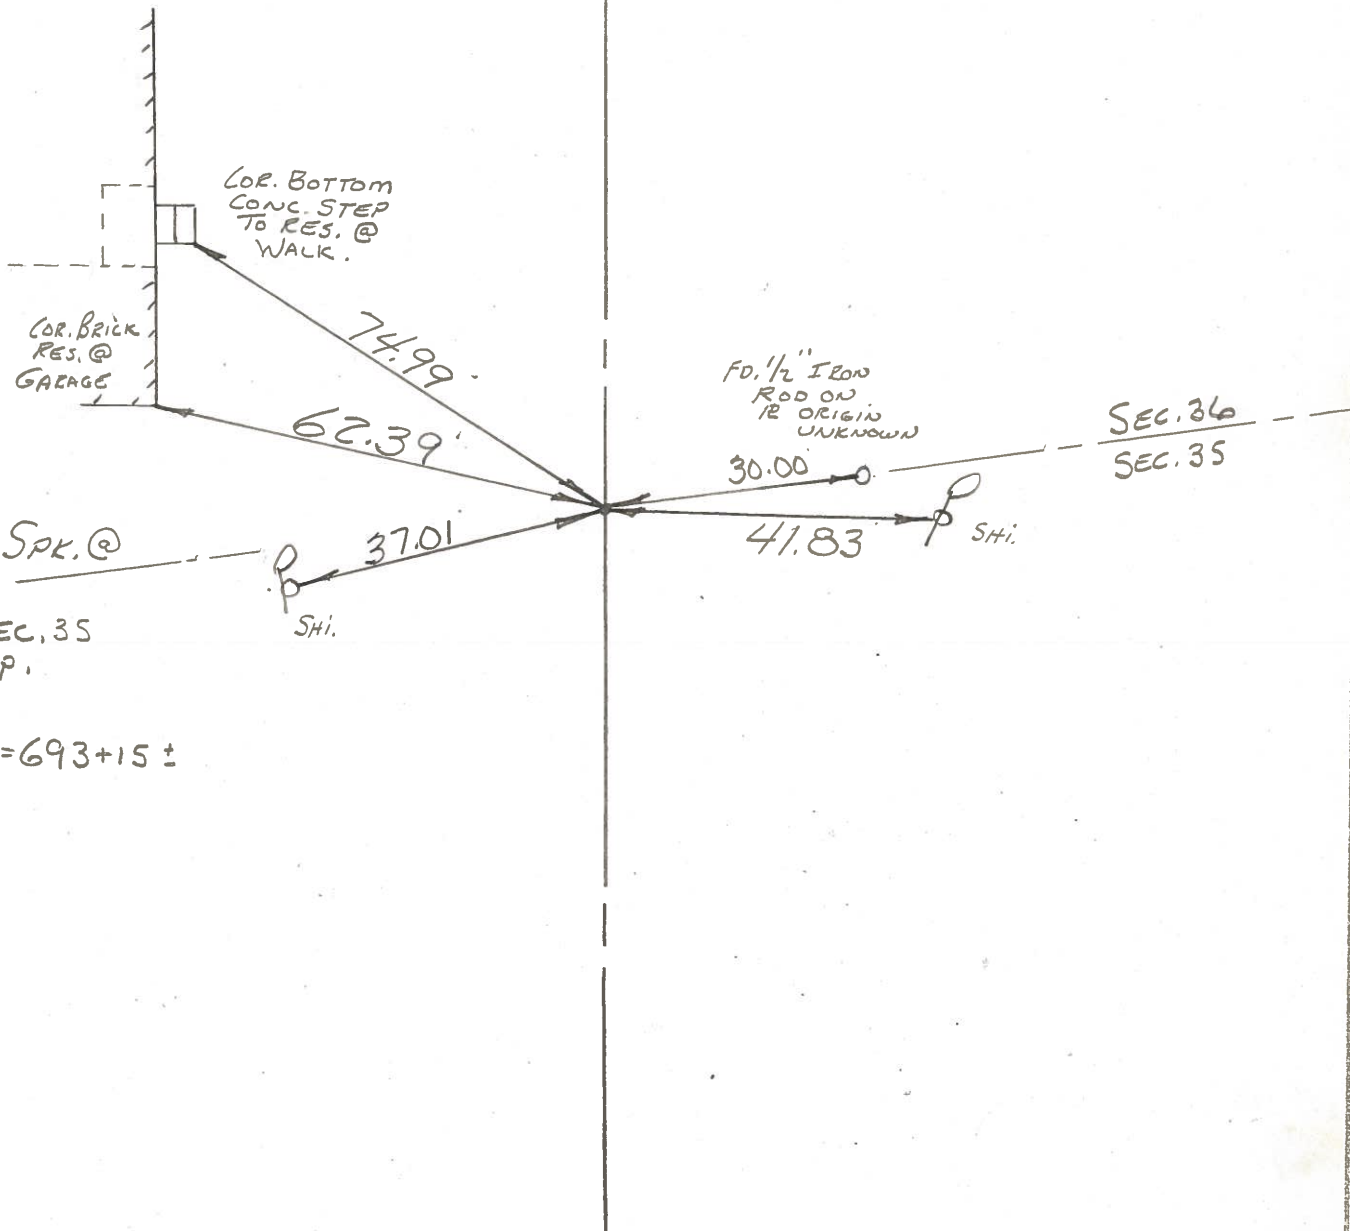 COR. BOTTOM
CONC. STEP
TO RES. @
WALK.
COR. BRICK
RES. @
GARAGE
74.99
62.39
FD. 1/2" IRON
ROD ON
ORIGIN
UNKNOWN
30.00
SEC. 36
SEC. 35
41.83
SHI.
SPK. @
37.01
SHI.
EC. 35
P.
=693+15 ±